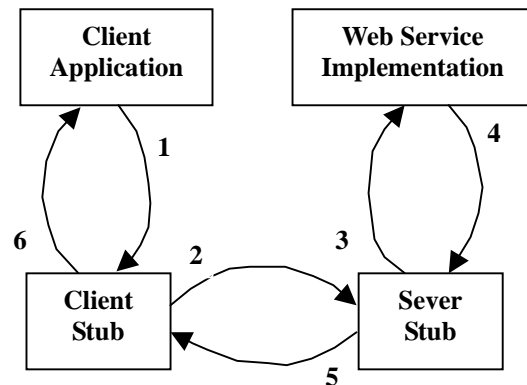 Client
Application
Web Service
Implementation
1
4
6
2
3
Client
Stub
Sever
Stub
5